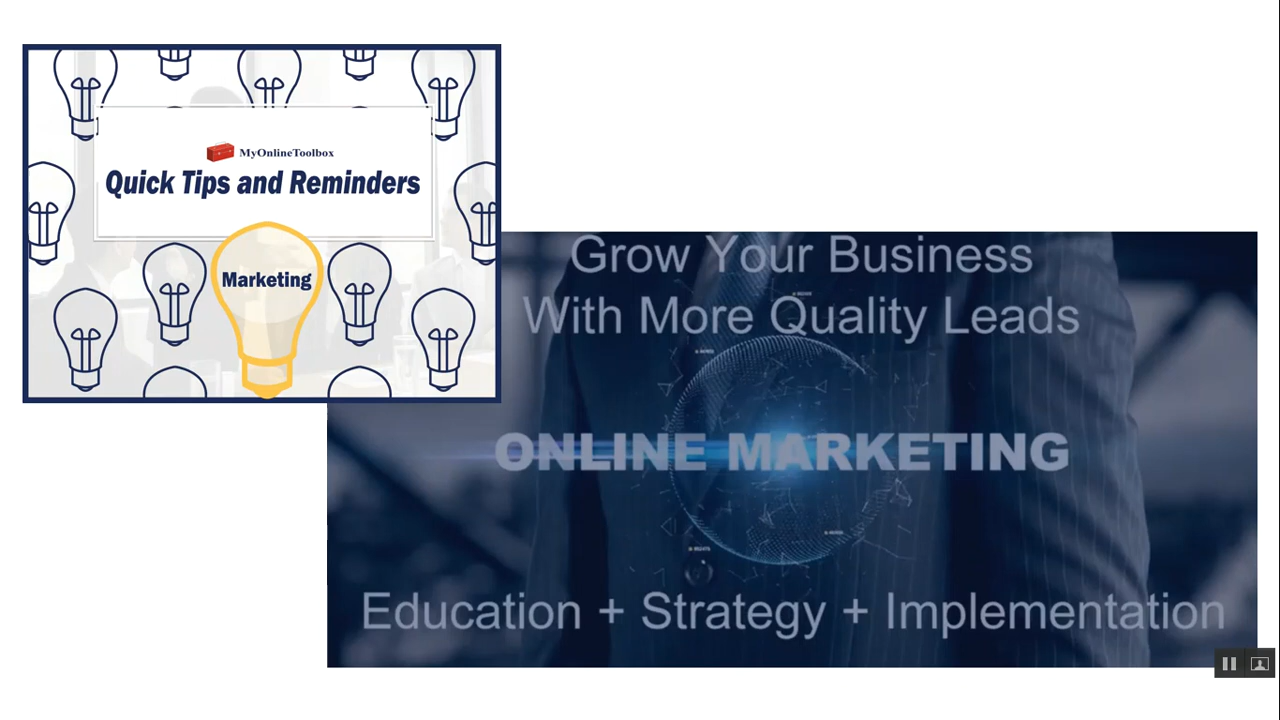 MyOnlineToolbox
Quick Tips and Reminders
Marketing
Grow Your Business
With More Quality Leads
ONLINE MARKETING
Education + Strategy + Implementation